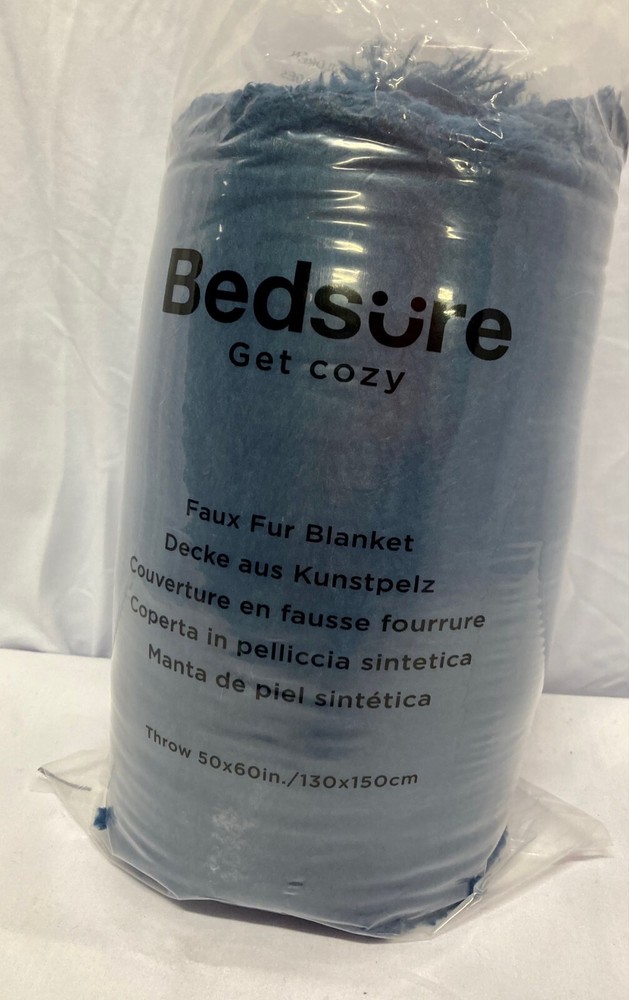 Bedsüre
Get cozy
Faux Fur Blanket
Decke aus Kunstpelz
Couverture en fausse fourrure
Coperta in pelliccia sintetica
Manta de piel sintética
Throw 50x60in./130x150cm